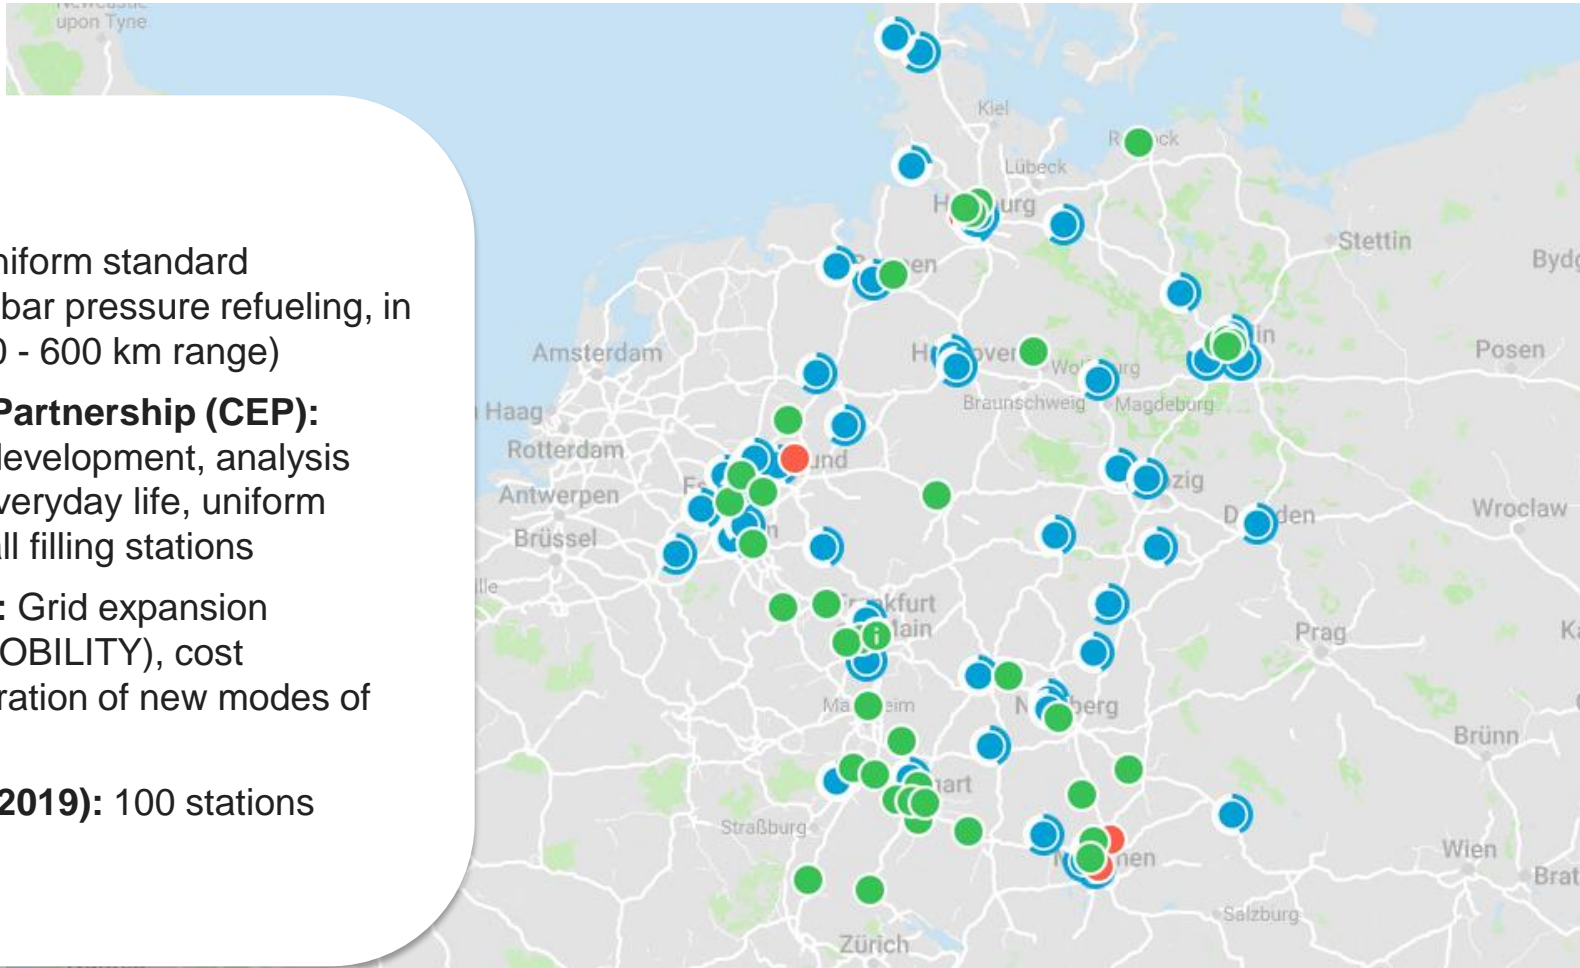 upon Tyne
Kiel
Lübeck
Stettin
Amsterdam
Posen
Haag
Braunschweig
Magdeburg
Rotterdam
Antwerpen
Wroclaw
Brüssel
Prag
Brünn
Straßburg
Wien
Salzburg
Zürich
niform standard
bar pressure refueling, in
0 - 600 km range)
Partnership (CEP):
development, analysis
everyday life, uniform
all filling stations
: Grid expansion
OBILITY), cost
ration of new modes of
2019): 100 stations